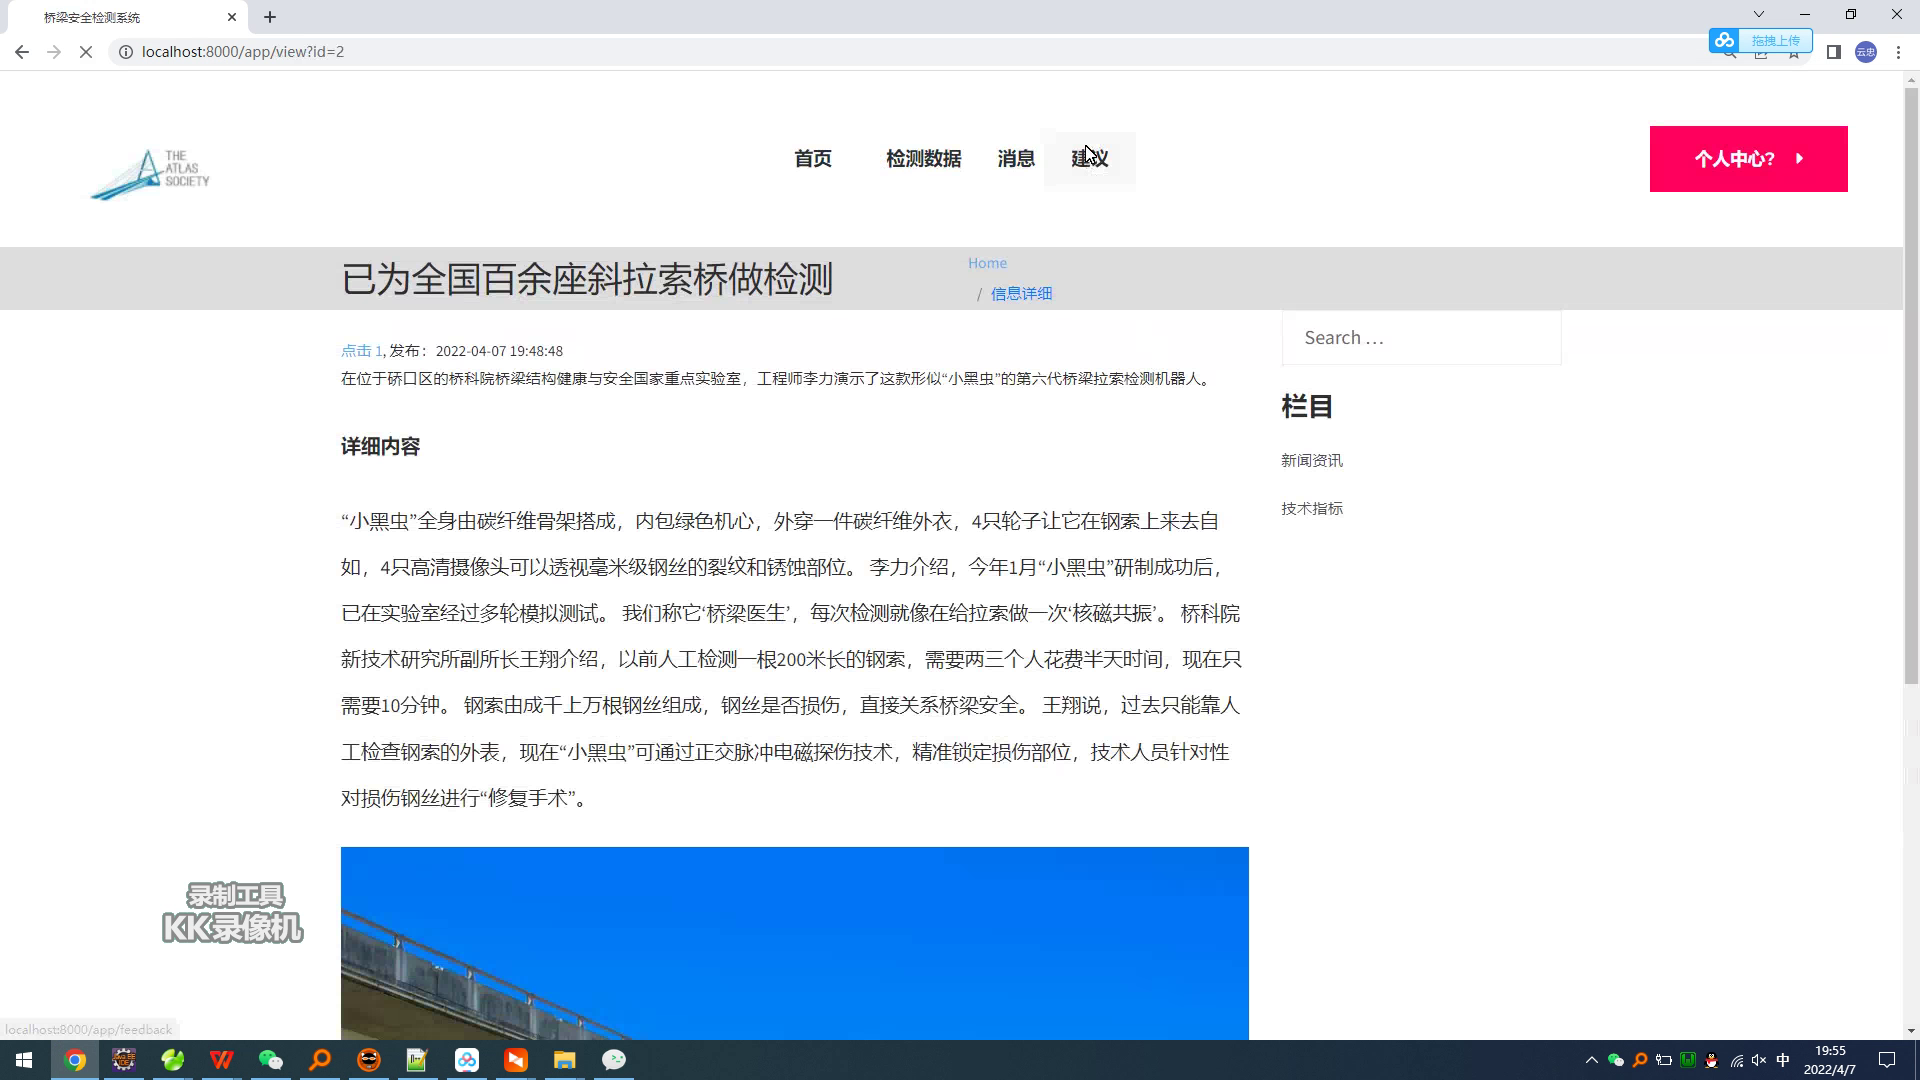 桥梁安全检测系统
localhost:8000/app/view?id=2
拖拽上传
云忠
THE
ATLAS
SOCIETY
首页
检测数据
消息
建议
个人中心?
已为全国百余座斜拉索桥做检测
Home
/ 信息详细
点击 1, 发布： 2022-04-07 19:48:48
在位于硚口区的桥科院桥梁结构健康与安全国家重点实验室，工程师李力演示了这款形似“小黑虫”的第六代桥梁拉索检测机器人。
Search …
栏目
新闻资讯
技术指标
详细内容
“小黑虫”全身由碳纤维骨架搭成，内包绿色机心，外穿一件碳纤维外衣，4只轮子让它在钢索上来去自
如，4只高清摄像头可以透视毫米级钢丝的裂纹和锈蚀部位。 李力介绍，今年1月“小黑虫”研制成功后，
已在实验室经过多轮模拟测试。 我们称它‘桥梁医生’，每次检测就像在给拉索做一次‘核磁共振’。 桥科院
新技术研究所副所长王翔介绍，以前人工检测一根200米长的钢索，需要两三个人花费半天时间，现在只
需要10分钟。 钢索由成千上万根钢丝组成，钢丝是否损伤，直接关系桥梁安全。 王翔说，过去只能靠人
工检查钢索的外表，现在“小黑虫”可通过正交脉冲电磁探伤技术，精准锁定损伤部位，技术人员针对性
对损伤钢丝进行“修复手术”。
录制工具
KK录像机
localhost:8000/app/feedback
中
19:55
2022/4/7